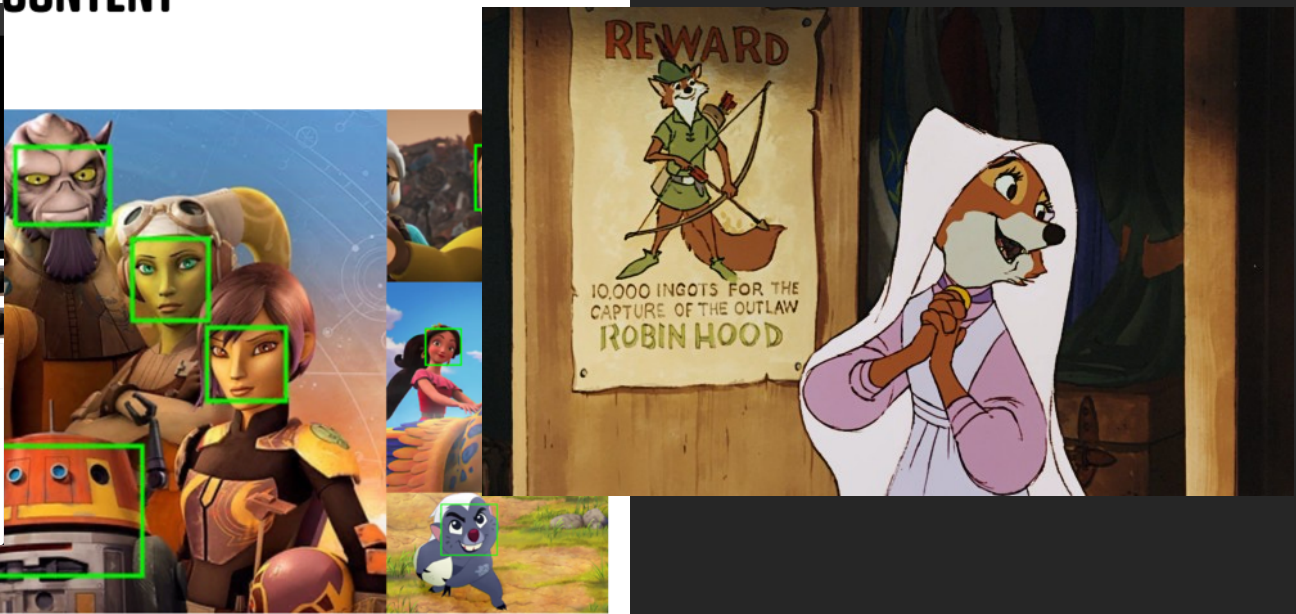 CONTENT
REWARD
10,000 INGOTS FOR THE
CAPTURE OF THE OUTLAW
ROBIN HOOD